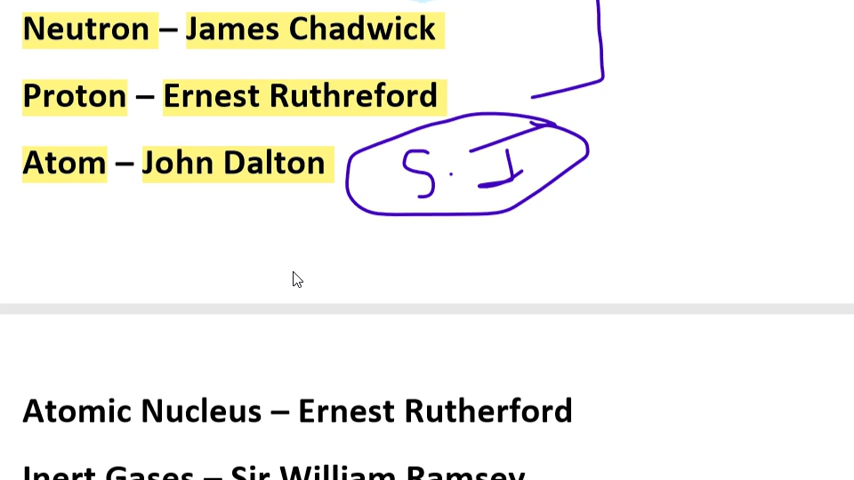 Neutron – James Chadwick
Proton – Ernest Ruthreford
Atom – John Dalton
S. I
Atomic Nucleus – Ernest Rutherford
Inert Gases – Sir William Ramsey